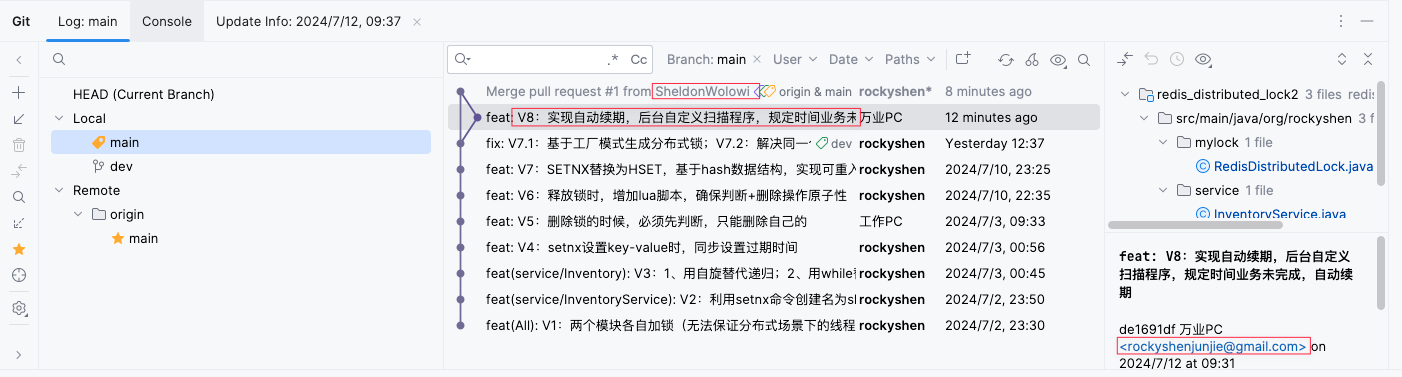 Git Log: main Console Update Info: 2024/7/12, 09:37
.* Cc Branch: main User Date Paths
HEAD (Current Branch)
Local
main
dev
Remote
origin
main
Merge pull request #1 from SheldonWolowi origin & main rockyshen* 8 minutes ago
feat: V8：实现自动续期，后台自定义扫描程序，规定时间业务未 万业PC 12 minutes ago
fix: V7.1：基于工厂模式生成分布式锁；V7.2：解决同一 dev rockyshen Yesterday 12:37
feat: V7：SETNX替换为HSET，基于hash数据结构，实现可重入 rockyshen 2024/7/10, 23:25
feat: V6：释放锁时，增加lua脚本，确保判断+删除操作原子性 rockyshen 2024/7/10, 22:35
feat: V5：删除锁的时候，必须先判断，只能删除自己的 工作PC 2024/7/3, 09:33
feat: V4：setnx设置key-value时，同步设置过期时间 rockyshen 2024/7/3, 00:56
feat(service/Inventory): V3：1、用自旋替代递归；2、用while rockyshen 2024/7/3, 00:45
feat(service/InventoryService): V2：利用setnx命令创建名为sl rockyshen 2024/7/2, 23:50
feat(All): V1：两个模块各自加锁（无法保证分布式场景下的线程 rockyshen 2024/7/2, 23:30
redis_distributed_lock2 3 files redis
src/main/java/org/rockyshen 3 f
mylock 1 file
RedisDistributedLock.java
service 1 file
InventoryService.java
feat: V8：实现自动续期，后台自定义
扫描程序，规定时间业务未完成，自动续
期
de1691df 万业PC
<rockyshenjunjie@gmail.com> on
2024/7/12 at 09:31